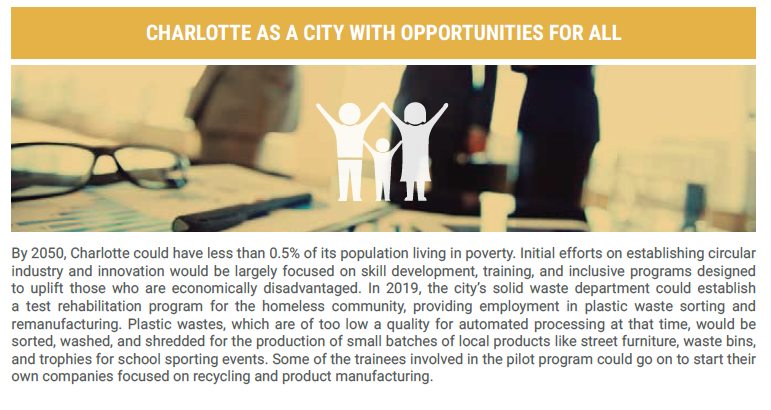 CHARLOTTE AS A CITY WITH OPPORTUNITIES FOR ALL
By 2050, Charlotte could have less than 0.5% of its population living in poverty. Initial efforts on establishing circular
industry and innovation would be largely focused on skill development, training, and inclusive programs designed
to uplift those who are economically disadvantaged. In 2019, the city's solid waste department could establish
a test rehabilitation program for the homeless community, providing employment in plastic waste sorting and
remanufacturing. Plastic wastes, which are of too low a quality for automated processing at that time, would be
sorted, washed, and shredded for the production of small batches of local products like street furniture, waste bins,
and trophies for school sporting events. Some of the trainees involved in the pilot program could go on to start their
own companies focused on recycling and product manufacturing.